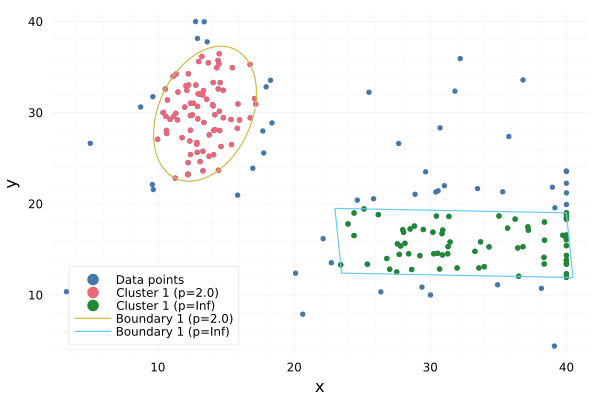 40
30
20
10
y
Data points
Cluster 1 (p=2.0)
Cluster 1 (p=Inf)
Boundary 1 (p=2.0)
Boundary 1 (p=Inf)
10 20 30 40
x